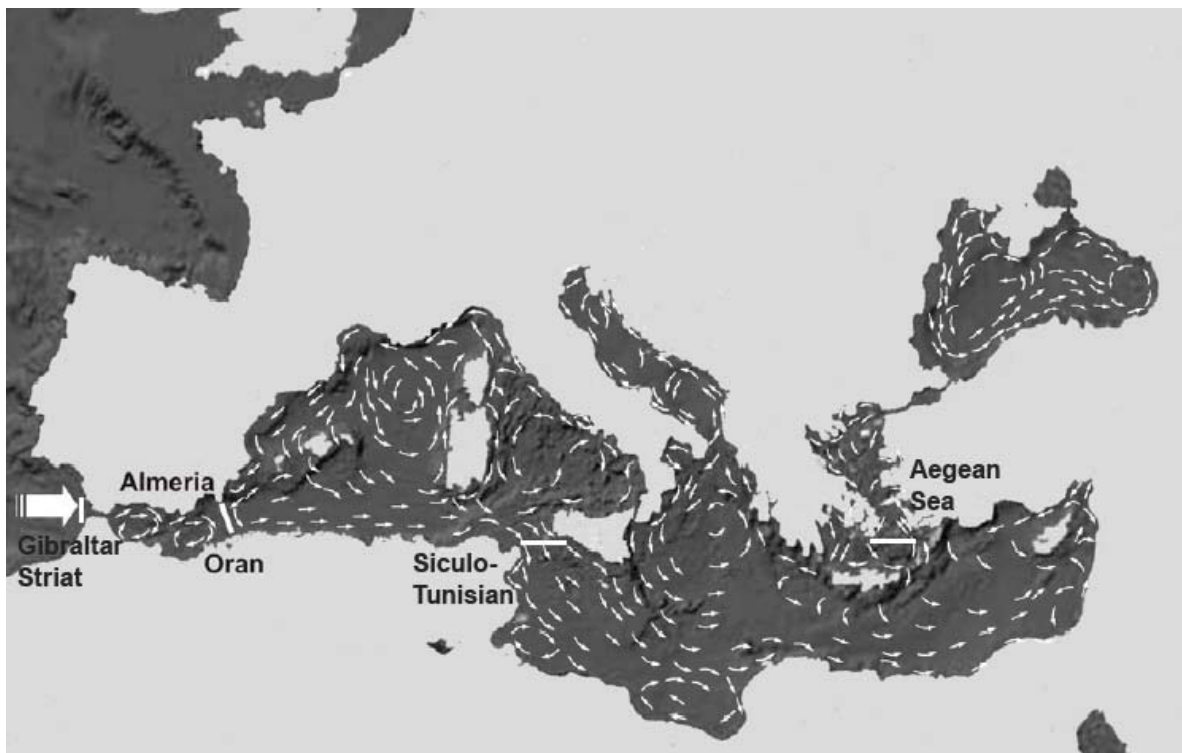 Almeria
Gibraltar
Striat
Oran
Siculo-
Tunisian
Aegean
Sea